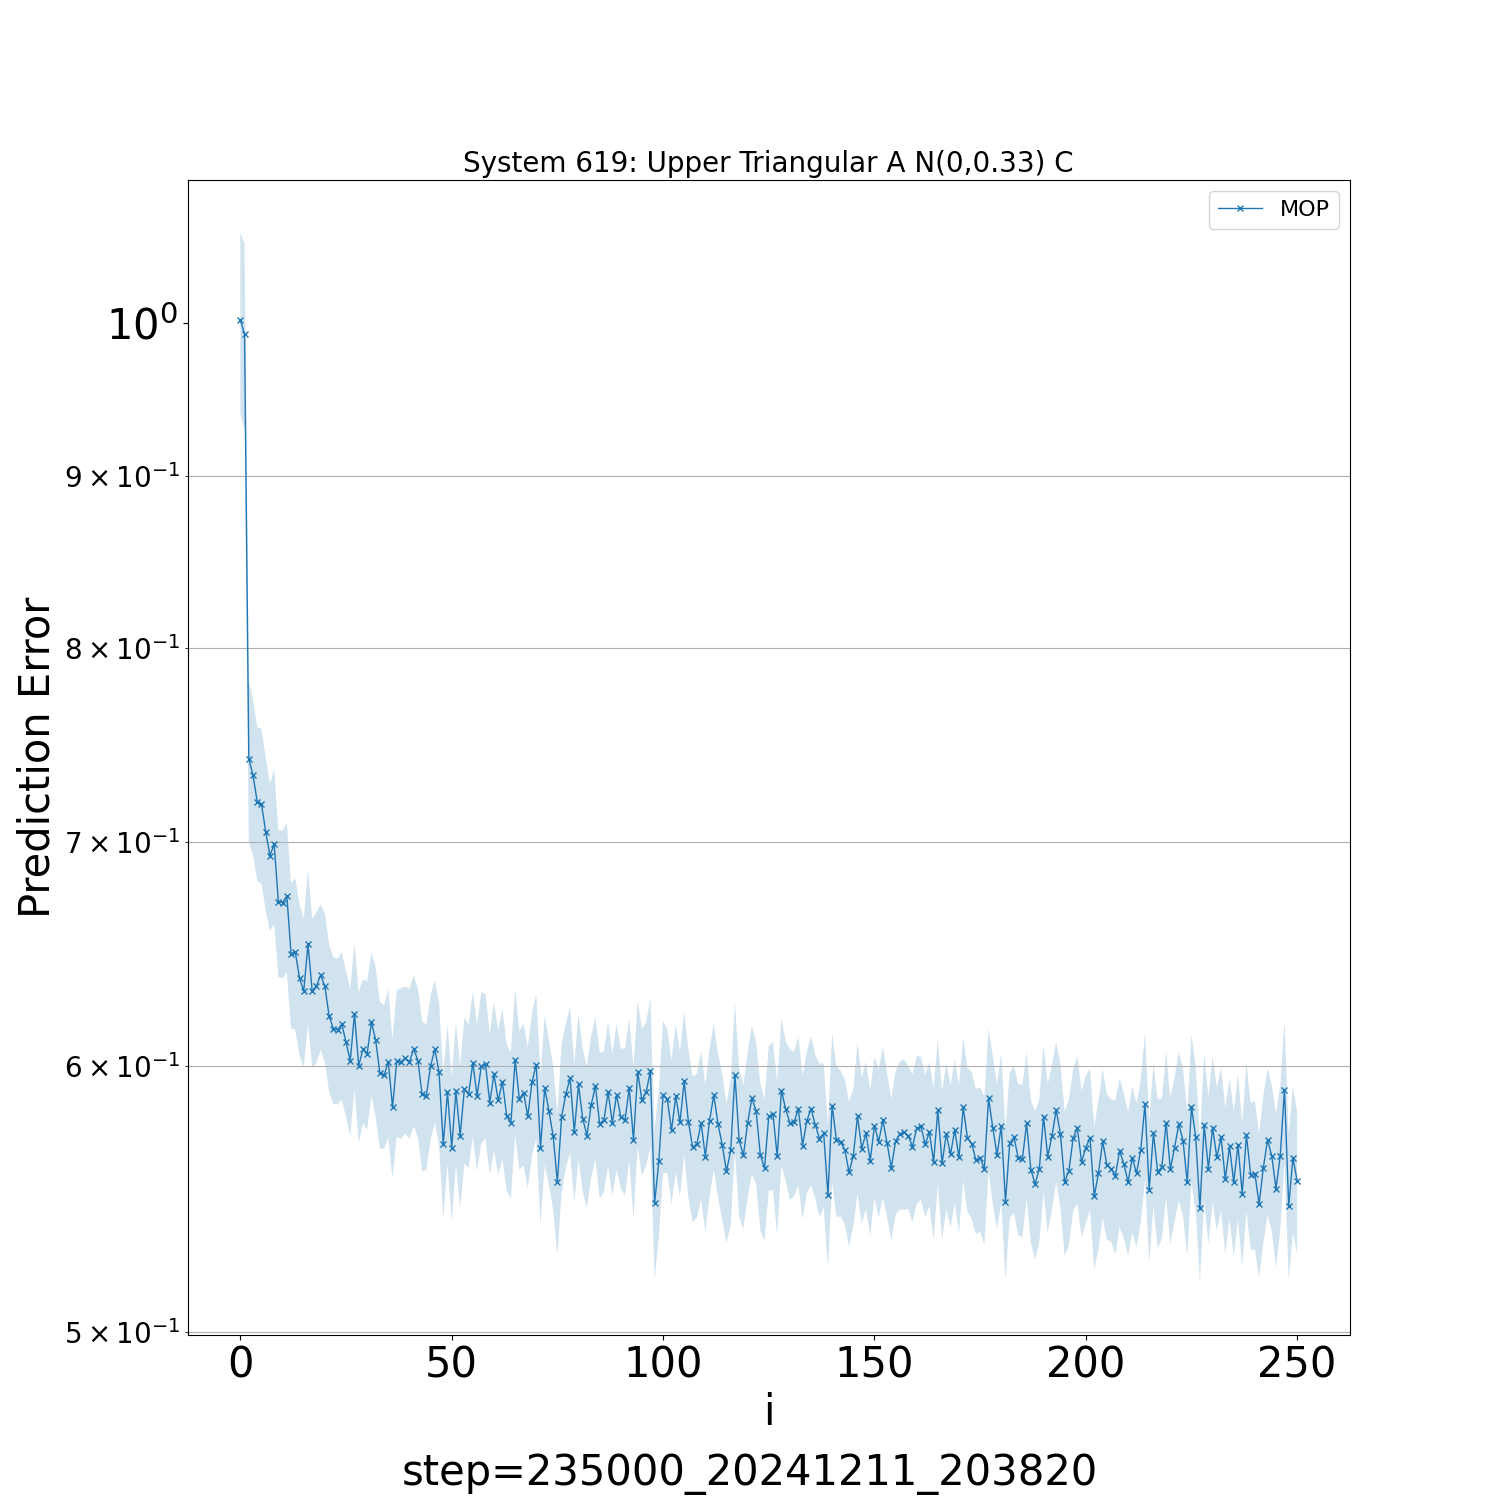 System 619: Upper Triangular A N(0,0.33) C
MOP
10⁰
9 × 10⁻¹
8 × 10⁻¹
7 × 10⁻¹
6 × 10⁻¹
5 × 10⁻¹
Prediction Error
0 50 100 150 200 250
i
step=235000_20241211_203820